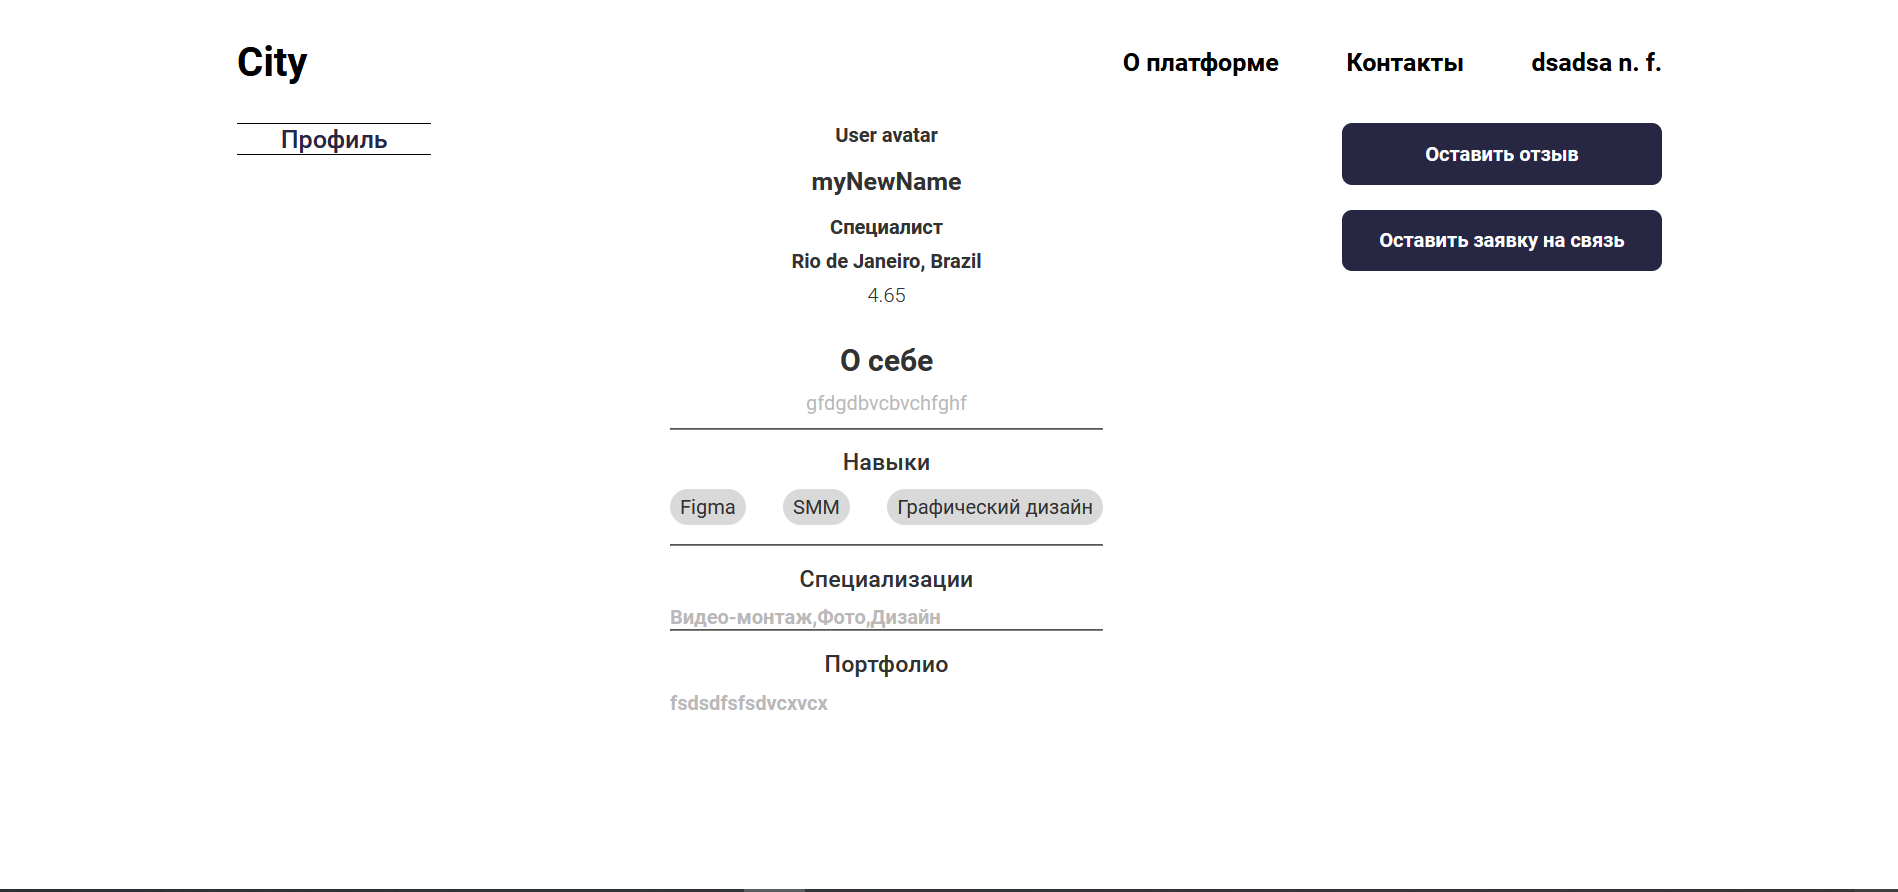 City
О платформе
Контакты
dsadsa n. f.
Профиль
User avatar
myNewName
Специалист
Rio de Janeiro, Brazil
4.65
О себе
gfdgdbvcbvchfghf
Навыки
Figma
SMM
Графический дизайн
Специализации
Видео-монтаж,Фото,Дизайн
Портфолио
fsdsdfsfsdvcxvcx
Оставить отзыв
Оставить заявку на связь